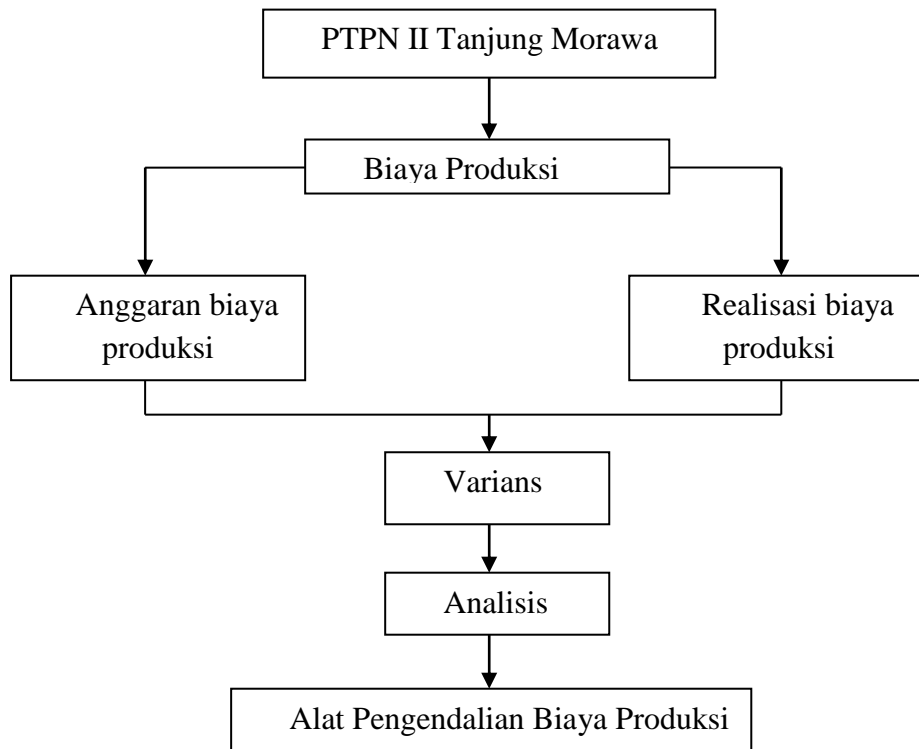 PTPN II Tanjung Morawa
Biaya Produksi
Anggaran biaya
produksi
Realisasi biaya
produksi
Varians
Analisis
Alat Pengendalian Biaya Produksi